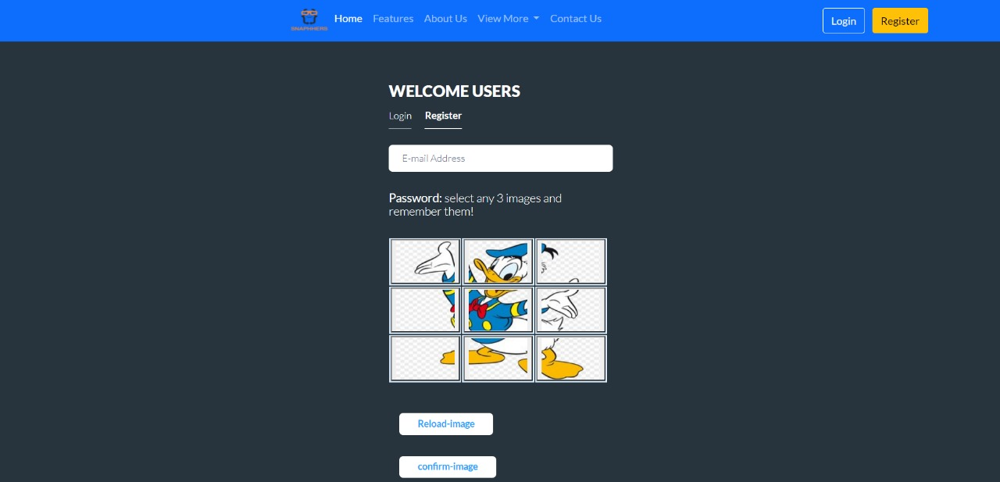 SNAPHHERS
Home Features About Us View More Contact Us
Login Register
WELCOME USERS
Login Register
E-mail Address
Password: select any 3 images and
remember them!
Reload-image
confirm-image